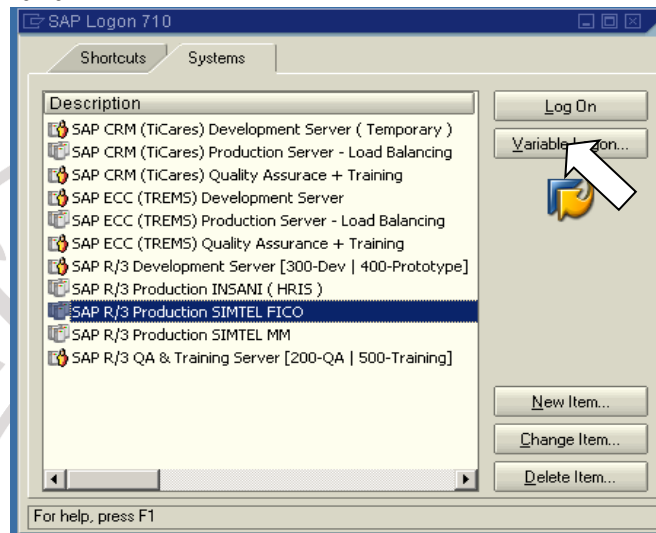 SAP Logon 710
Shortcuts Systems
Description
SAP CRM (TiCares) Development Server ( Temporary )
SAP CRM (TiCares) Production Server - Load Balancing
SAP CRM (TiCares) Quality Assurace + Training
SAP ECC (TREMS) Development Server
SAP ECC (TREMS) Production Server - Load Balancing
SAP ECC (TREMS) Quality Assurance + Training
SAP R/3 Development Server [300-Dev | 400-Prototype]
SAP R/3 Production INSANI ( HRIS )
SAP R/3 Production SIMTEL FICO
SAP R/3 Production SIMTEL MM
SAP R/3 QA & Training Server [200-QA | 500-Training]
Log On
Variable
New Item...
Change Item...
Delete Item...
For help, press F1